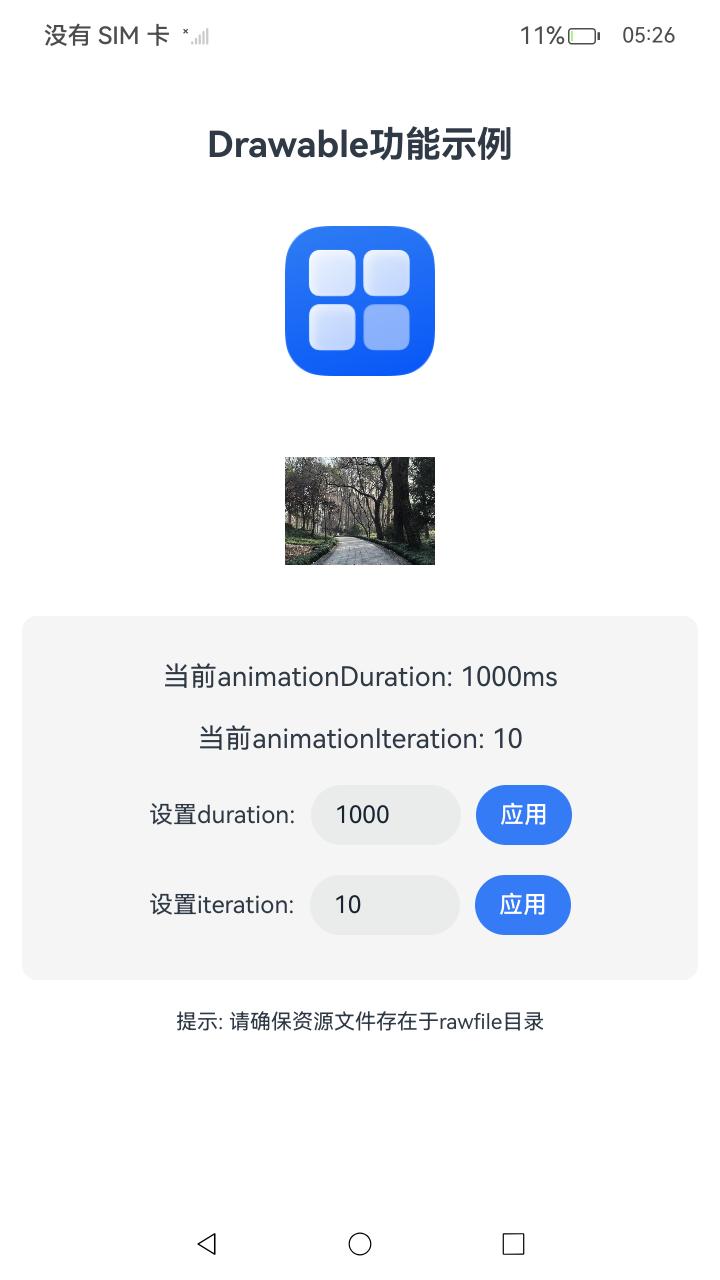 没有 SIM 卡
11%
05:26
Drawable功能示例
当前animationDuration: 1000ms
当前animationIteration: 10
设置duration: 1000 应用
设置iteration: 10 应用
提示: 请确保资源文件存在于rawfile目录